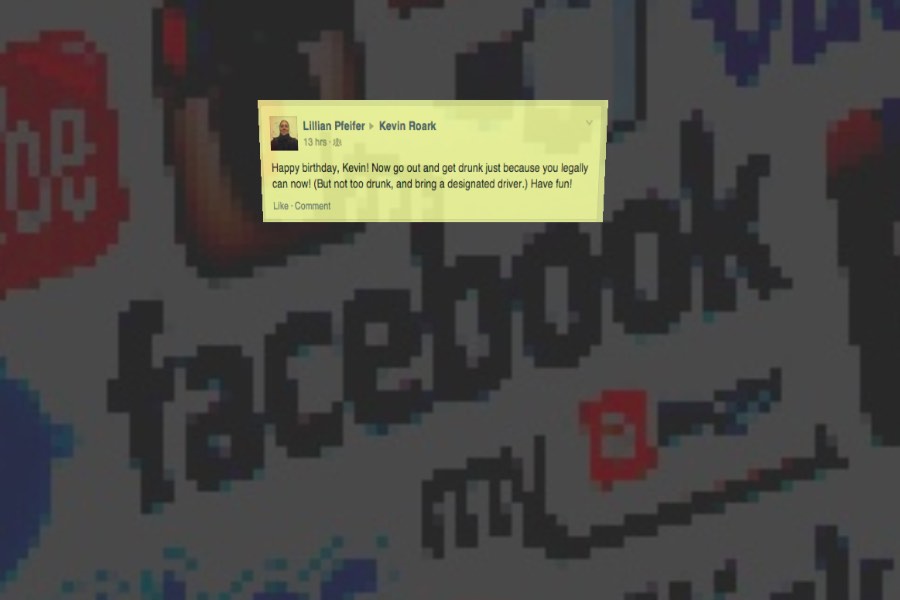 Lillian Pfeifer ▸ Kevin Roark
13 hrs ·
Happy birthday, Kevin! Now go out and get drunk just because you legally
can now! (But not too drunk, and bring a designated driver.) Have fun!
Like · Comment
facebook
my